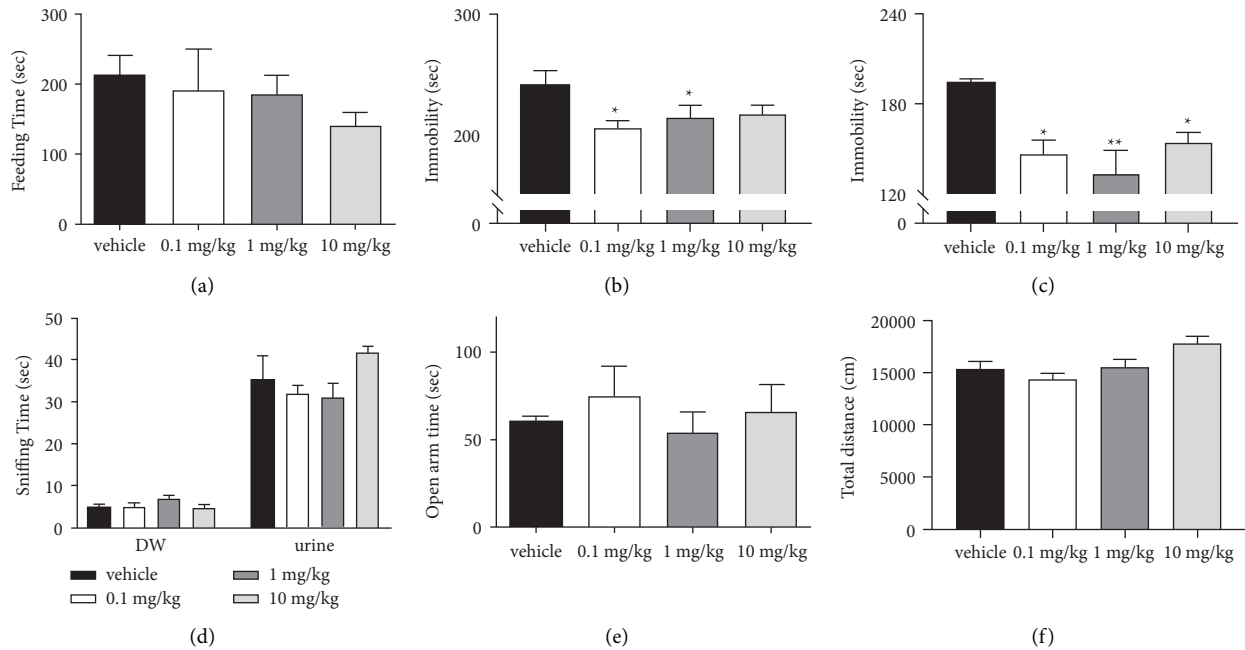 300
200
100
0
Feeding Time (sec)
vehicle 0.1 mg/kg 1 mg/kg 10 mg/kg
(a)
300
200
0
Immobility (sec)
* *
vehicle 0.1 mg/kg 1 mg/kg 10 mg/kg
(b)
180
120
0
Immobility (sec)
* ** *
vehicle 0.1 mg/kg 1 mg/kg 10 mg/kg
(c)
50
40
30
20
10
0
Sniffing Time (sec)
DW urine
vehicle 1 mg/kg
0.1 mg/kg 10 mg/kg
(d)
100
50
0
Open arm time (sec)
vehicle 0.1 mg/kg 1 mg/kg 10 mg/kg
(e)
20000
15000
10000
5000
0
Total distance (cm)
vehicle 0.1 mg/kg 1 mg/kg 10 mg/kg
(f)